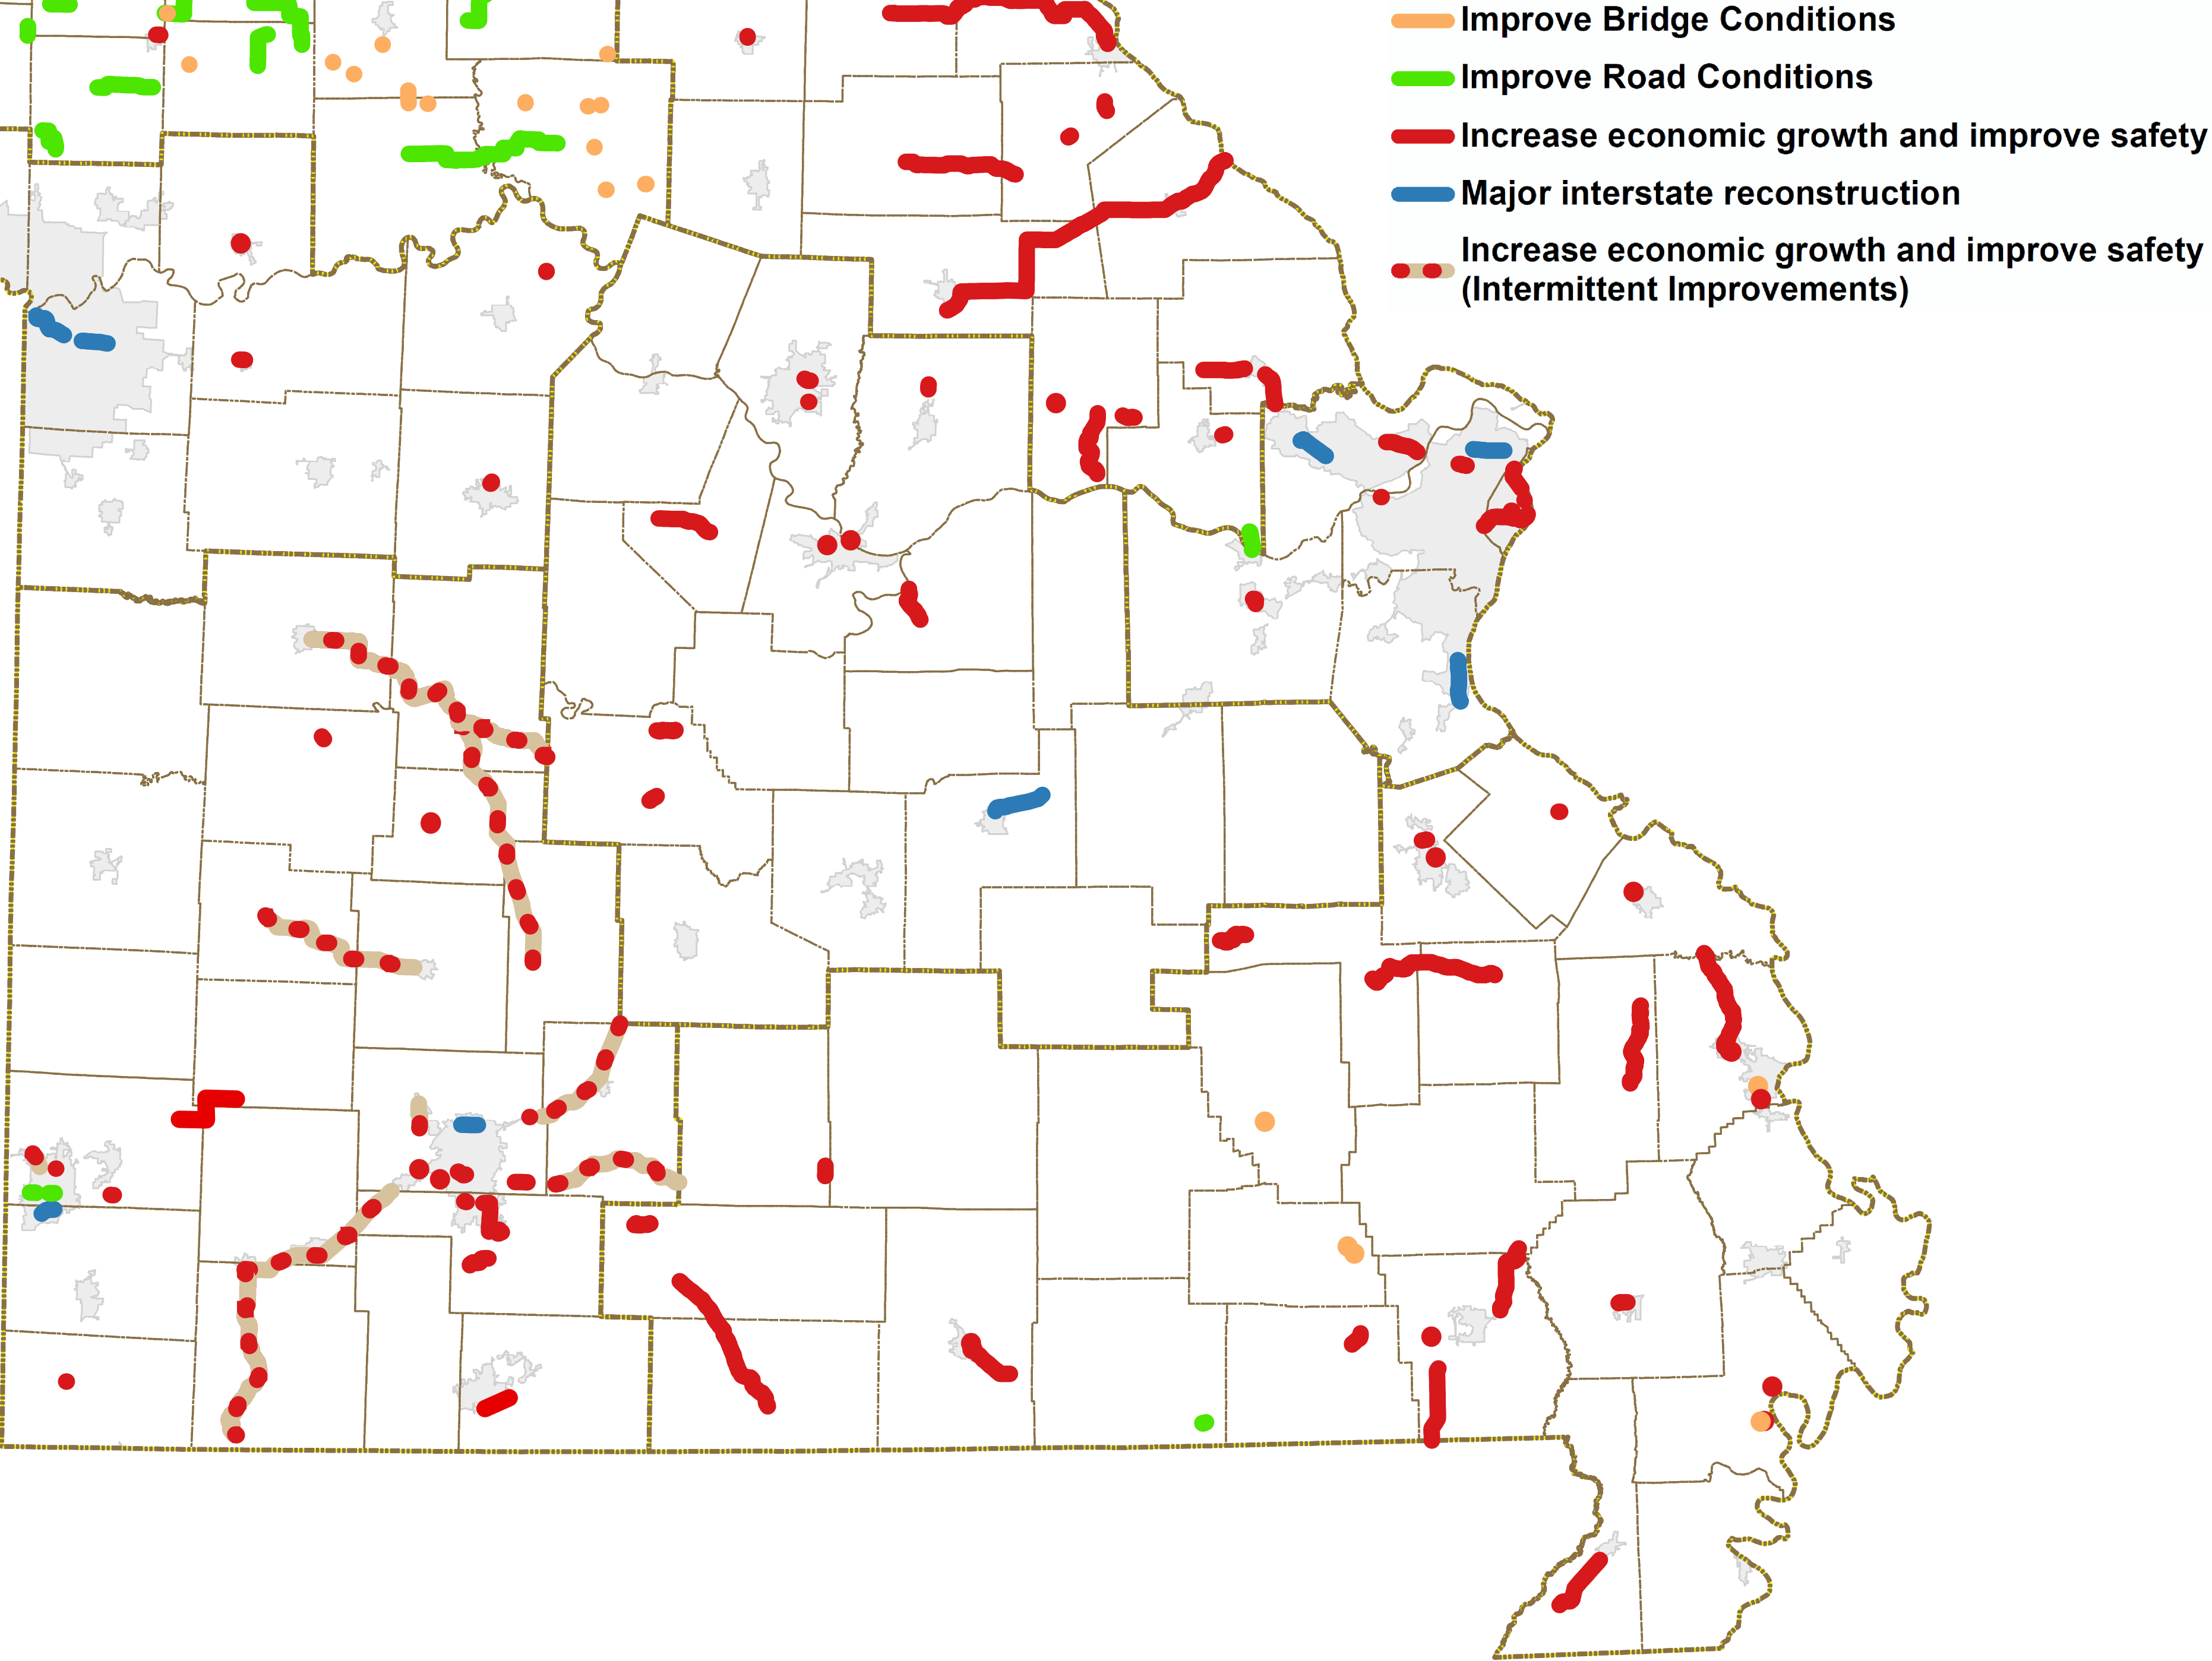 Improve Bridge Conditions
Improve Road Conditions
Increase economic growth and improve safety
Major interstate reconstruction
Increase economic growth and improve safety
(Intermittent Improvements)